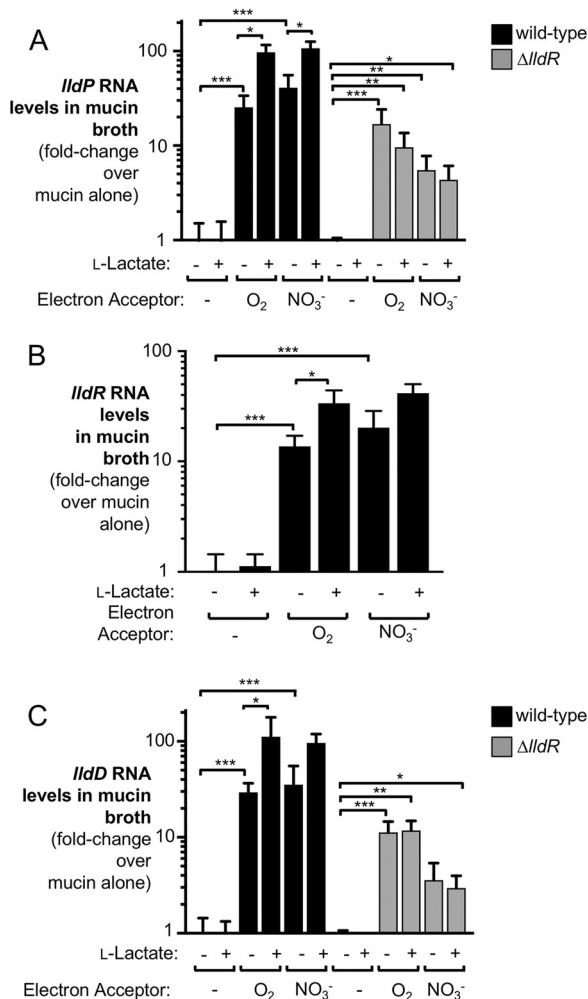 A
***
*
*
wild-type
ΔlldR
lldP RNA
levels in mucin
broth
(fold-change
over
mucin alone)
100
10
1
***
*
**
**
***
L-Lactate: - + - + - + - + - + - +
Electron Acceptor: - O2 NO3- - O2 NO3-
B
lldR RNA
levels
in mucin
broth
(fold-change
over mucin
alone)
100
10
1
***
*
***
L-Lactate: - + - + - +
Electron
Acceptor: - O2 NO3-
C
wild-type
ΔlldR
lldD RNA
levels in mucin
broth
(fold-change
over
mucin alone)
100
10
1
***
*
***
*
**
***
L-Lactate: - + - + - + - + - + - +
Electron Acceptor: - O2 NO3- - O2 NO3-